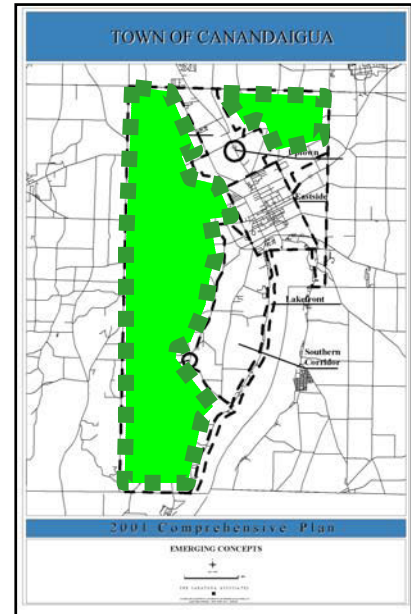 TOWN OF CANANDAIGUA
Uptown
Eastside
Lakefront
Southern
Corridor
2001 Comprehensive Plan
EMERGING CONCEPTS
THE SARATOGA ASSOCIATES